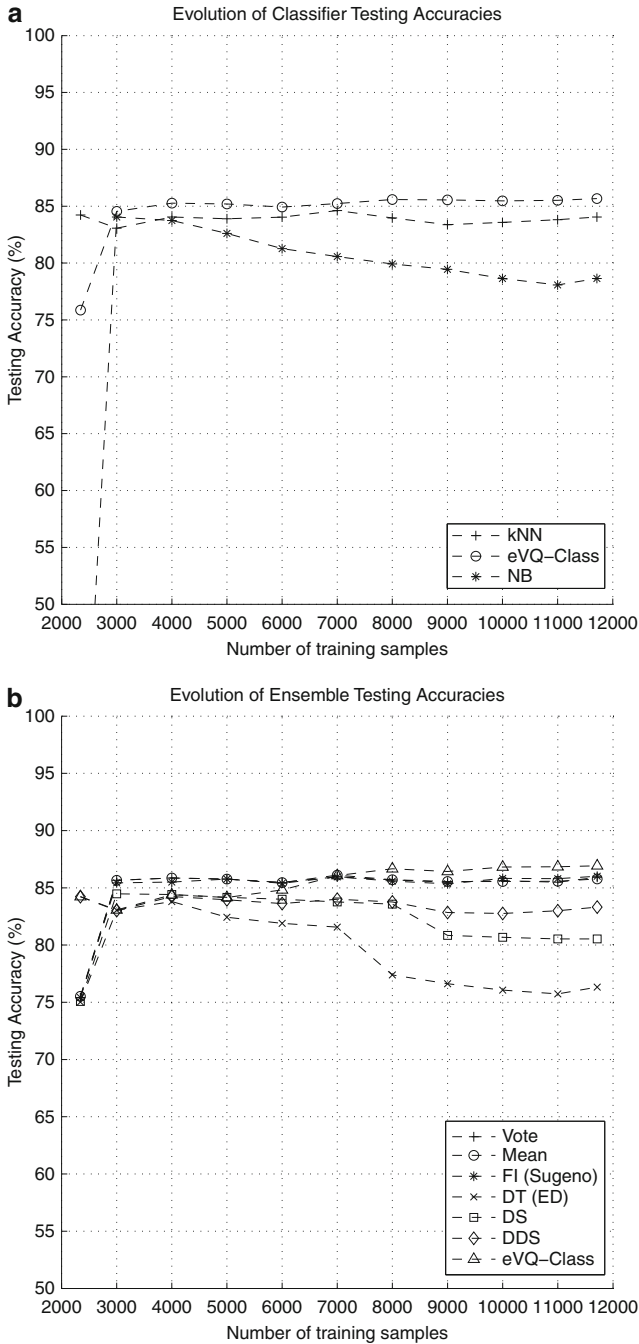 a
Evolution of Classifier Testing Accuracies
100
95
90
85
80
75
70
65
60
55
50
Testing Accuracy (%)
kNN
eVQ−Class
NB
2000 3000 4000 5000 6000 7000 8000 9000 10000 11000 12000
Number of training samples
b
Evolution of Ensemble Testing Accuracies
100
95
90
85
80
75
70
65
60
55
50
Testing Accuracy (%)
Vote
Mean
FI (Sugeno)
DT (ED)
DS
DDS
eVQ−Class
2000 3000 4000 5000 6000 7000 8000 9000 10000 11000 12000
Number of training samples